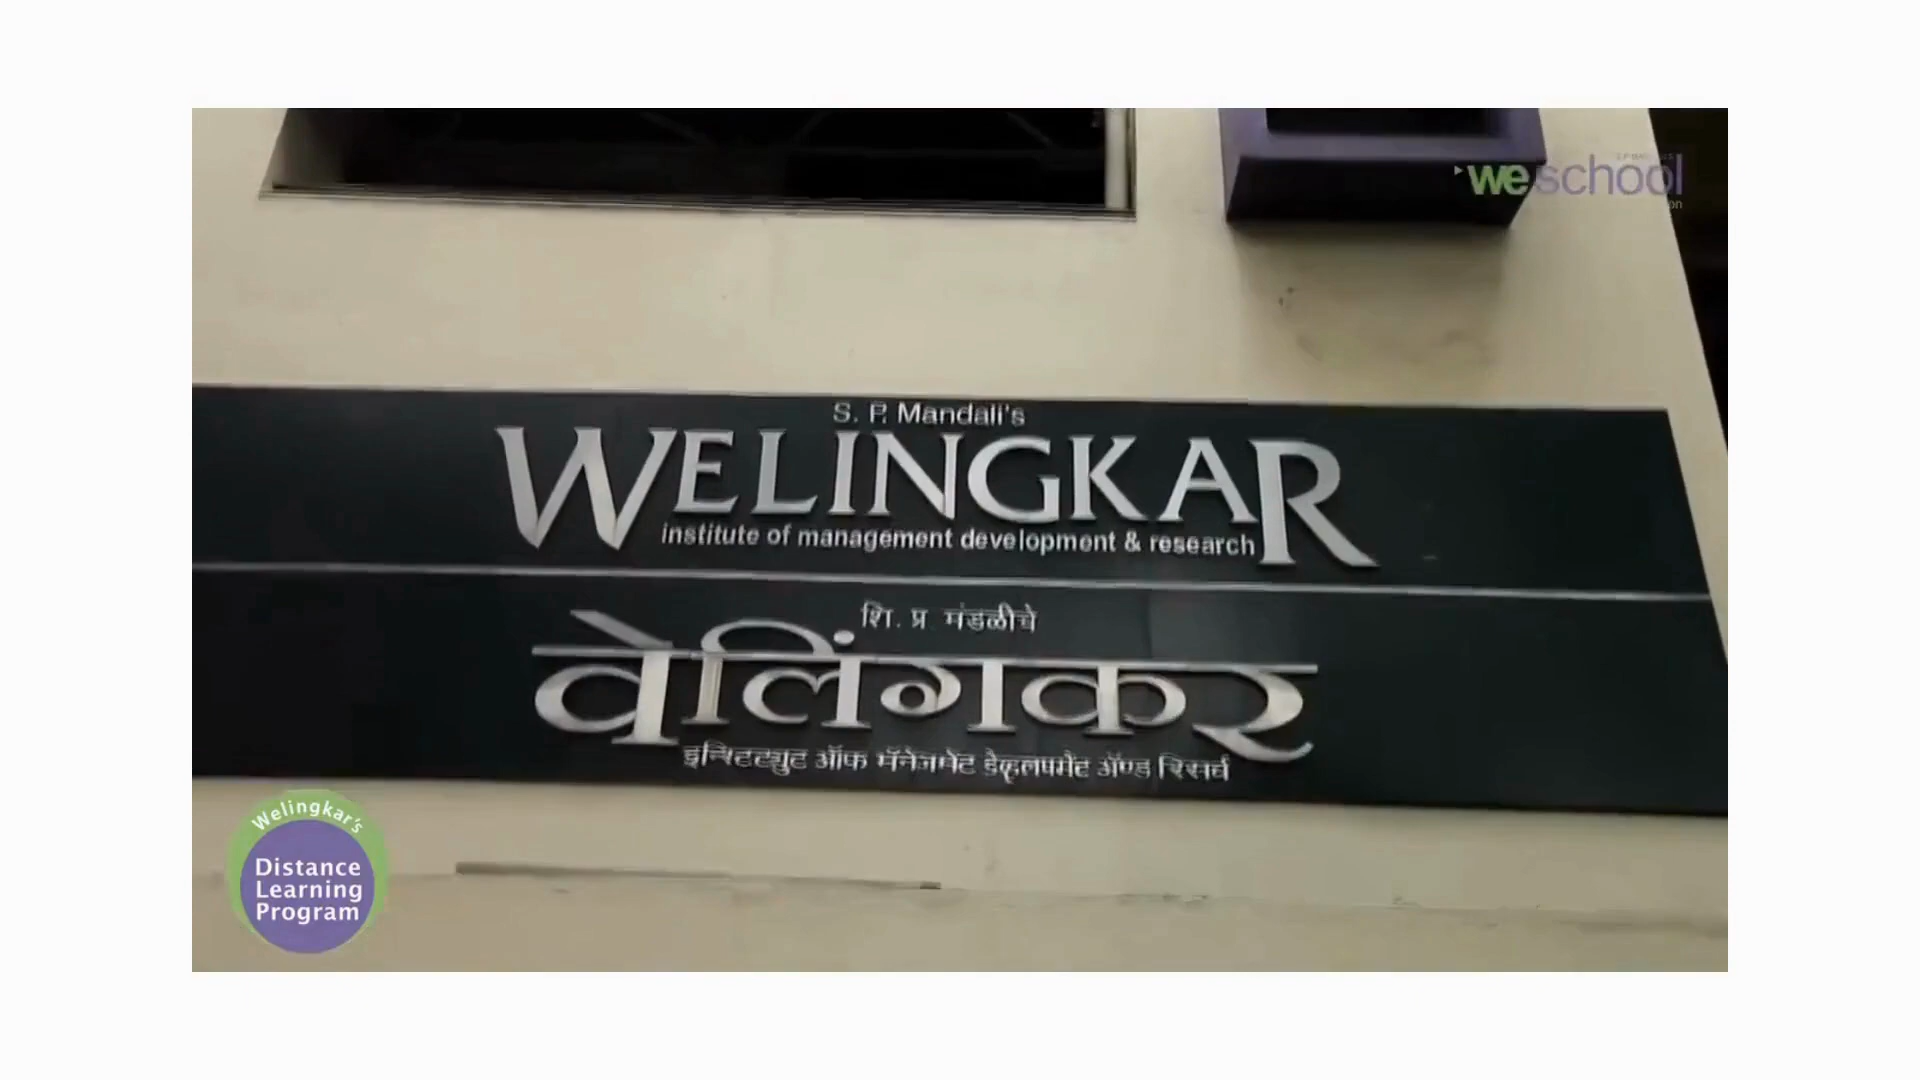 weschool
S. P. Mandali's
WELINGKAR
institute of management development & research
शि. प्र मंडळीचे
वेलिंगकर
इन्स्टिट्युट ऑफ मॅनेजमेंट डेव्हलपमेंट ॲण्ड रिसर्च
Welingkar's
Distance
Learning
Program